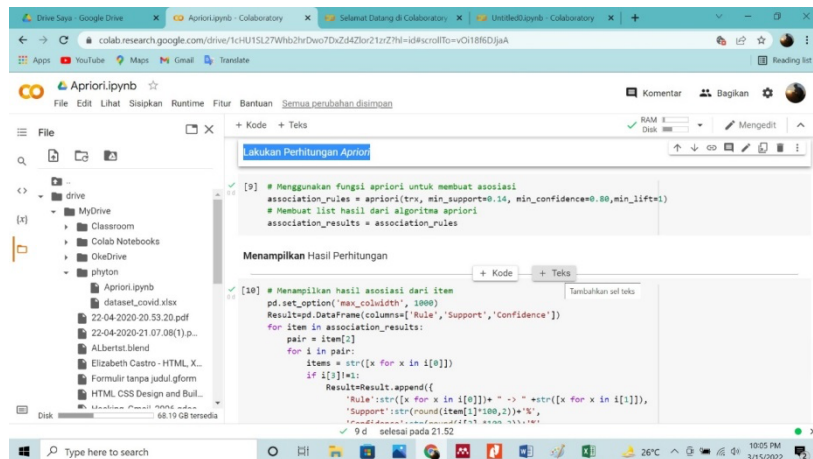 Drive Saya - Google Drive
Apriori.ipynb - Colaboratory
Selamat Datang di Colaboratory
Untitled0.ipynb - Colaboratory
colab.research.google.com/drive/1cHU1SL27Whb2hrDwo7DxZd4Zlor21zrZ?hl=id#scrollTo=vOi18f6DJjaA
Apps YouTube Maps Gmail Translate Reading list
CO Apriori.ipynb
Komentar Bagikan
File Edit Lihat Sisipkan Runtime Fitur Bantuan Semua perubahan disimpan
File
+ Kode + Teks
RAM
Disk
Mengedit
Lakukan Perhitungan Apriori
..
drive
MyDrive
Classroom
Colab Notebooks
OkeDrive
phyton
Apriori.ipynb
dataset_covid.xlsx
22-04-2020-20.53.20.pdf
22-04-2020-21.07.08(1).p...
ALbertst.blend
Elizabeth Castro - HTML, X...
Formulir tanpa judul.gform
HTML CSS Design and Buil...
Disk 68.19 GB tersedia
[9] # Menggunakan fungsi apriori untuk membuat asosiasi
association_rules = apriori(trx, min_support=0.14, min_confidence=0.80,min_lift=1)
# Membuat list hasil dari algoritma apriori
association_results = association_rules
Menampilkan Hasil Perhitungan
+ Kode + Teks
Tambahkan sel teks
[10] # Menampilkan hasil asosiasi dari item
pd.set_option('max_colwidth', 1000)
Result=pd.DataFrame(columns=['Rule','Support','Confidence'])
for item in association_results:
pair = item[2]
for i in pair:
items = str([x for x in i[0]])
if i[3]!=1:
Result=Result.append({
'Rule':str([x for x in i[0]])+ " -> " +str([x for x in i[1]]),
'Support':str(round(item[1]*100,2))+'%',
9 d selesai pada 21.52
Type here to search
26°C
10:05 PM
3/15/2022